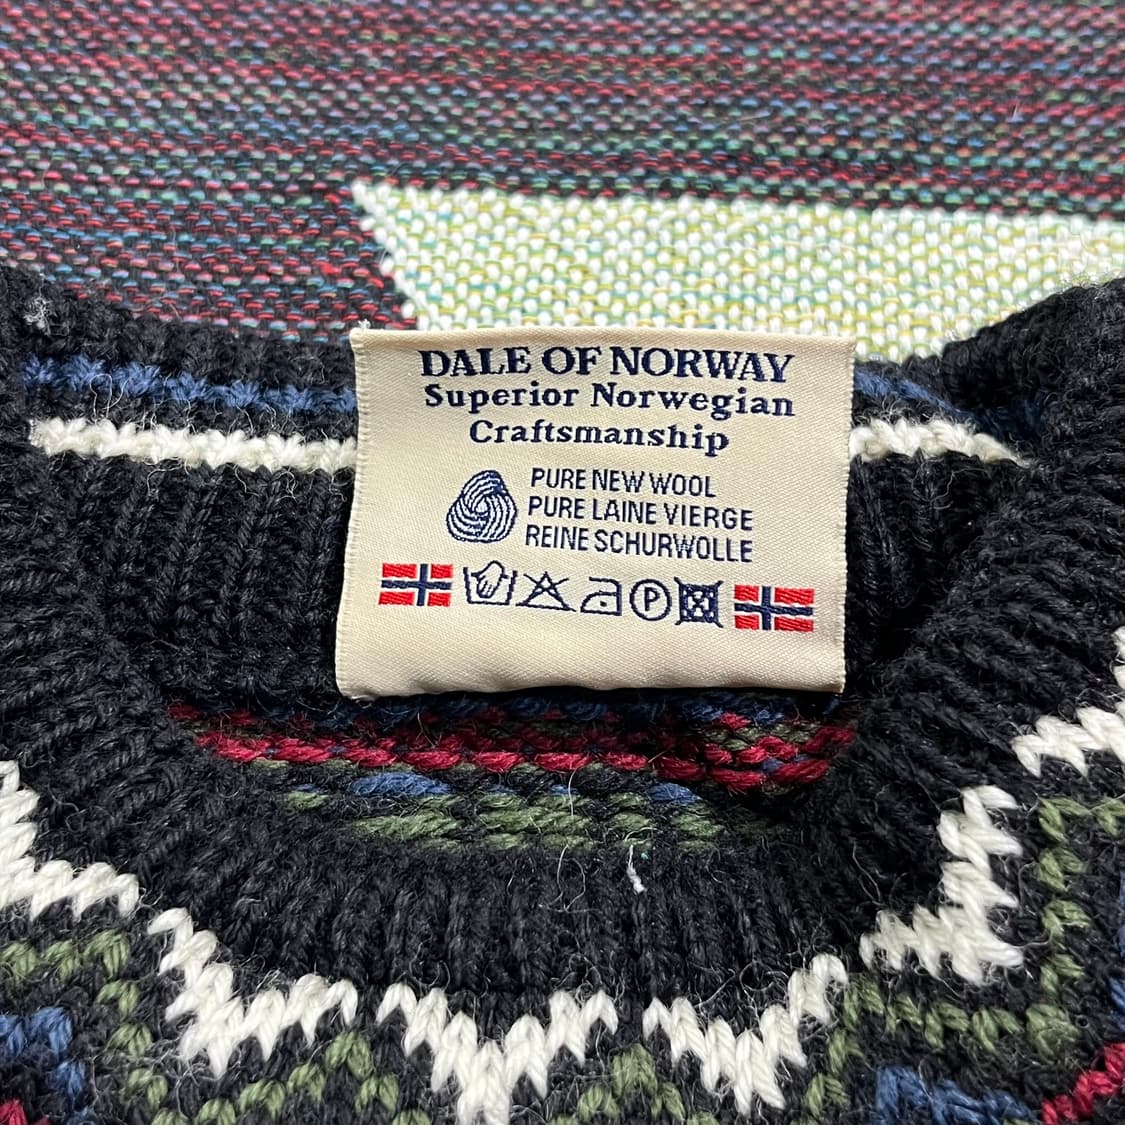 DALE OF NORWAY
Superior Norwegian
Craftsmanship
PURE NEW WOOL
PURE LAINE VIERGE
REINE SCHURWOLLE
P